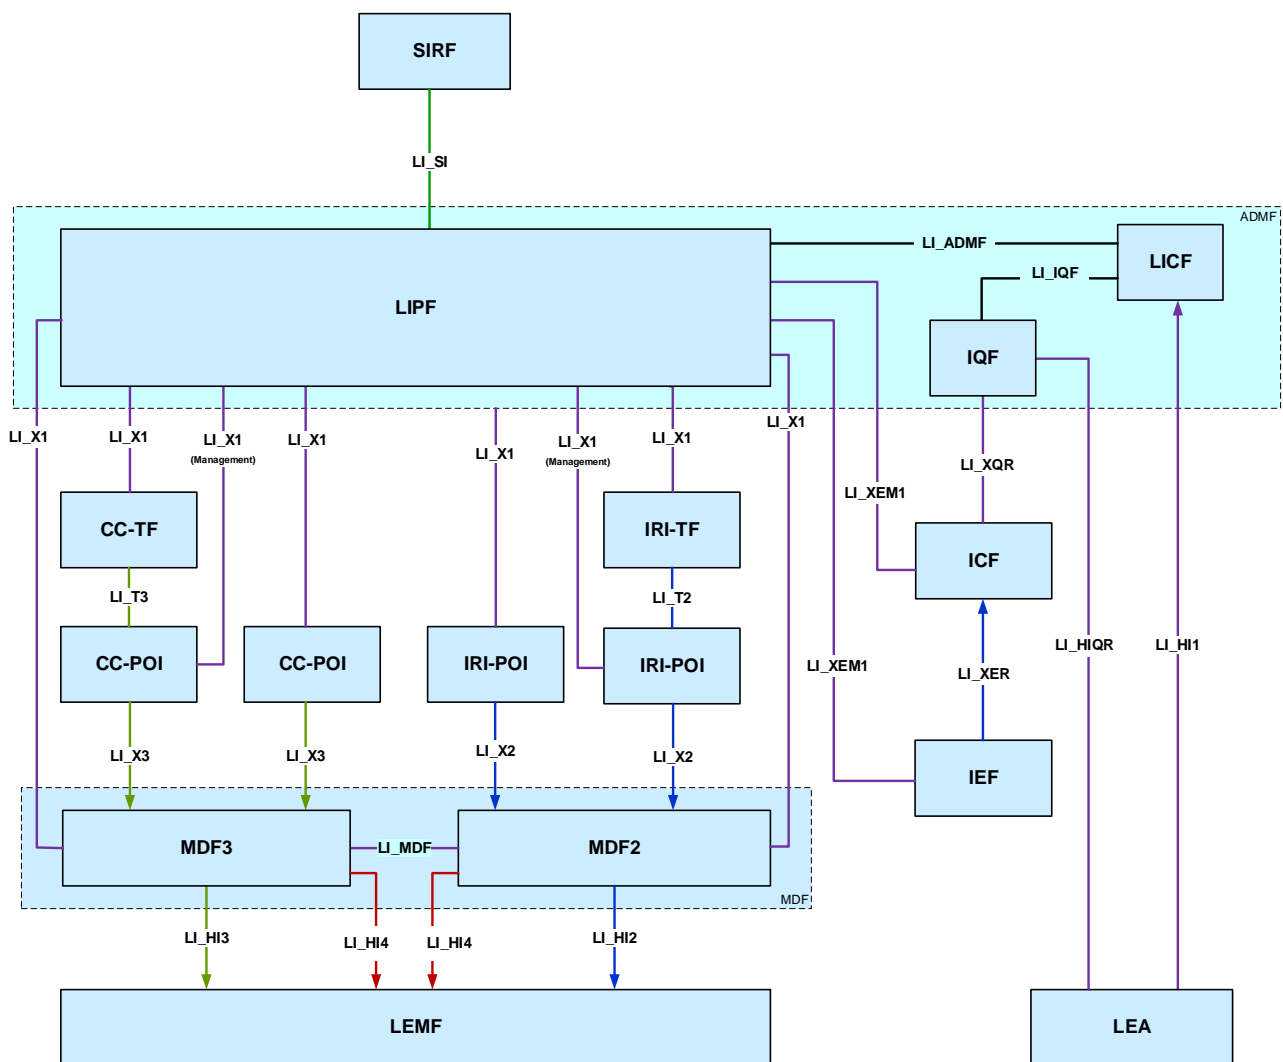 SIRF
LI_SI
ADMF
LI_ADMF
LICF
LI_IQF
LIPF
IQF
LI_X1
LI_X1
LI_X1
(Management)
LI_X1
LI_X1
LI_X1
(Management)
LI_X1
LI_X1
LI_XQR
LI_XEM1
CC-TF
IRI-TF
ICF
LI_T3
LI_T2
LI_HIQR
LI_HI1
CC-POI
CC-POI
IRI-POI
IRI-POI
LI_XEM1
LI_XER
LI_X3
LI_X3
LI_X2
LI_X2
IEF
MDF3
LI_MDF
MDF2
MDF
LI_HI3
LI_HI4
LI_HI4
LI_HI2
LEMF
LEA